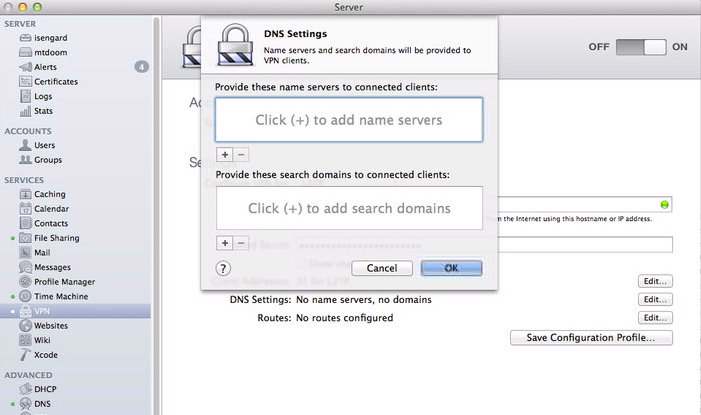 Server
SERVER
isengard
mtdoom
Alerts
4
Certificates
Logs
Stats
ACCOUNTS
Users
Groups
SERVICES
Caching
Calendar
Contacts
File Sharing
Mail
Messages
Profile Manager
Time Machine
VPN
Websites
Wiki
Xcode
ADVANCED
DHCP
DNS
OFF
ON
DNS Settings
Name servers and search domains will be provided to
VPN clients.
Provide these name servers to connected clients:
Click (+) to add name servers
+ −
Provide these search domains to connected clients:
Click (+) to add search domains
+ −
?
Cancel
OK
from the Internet using this hostname or IP address.
Edit...
DNS Settings: No name servers, no domains
Edit...
Routes: No routes configured
Edit...
Save Configuration Profile...